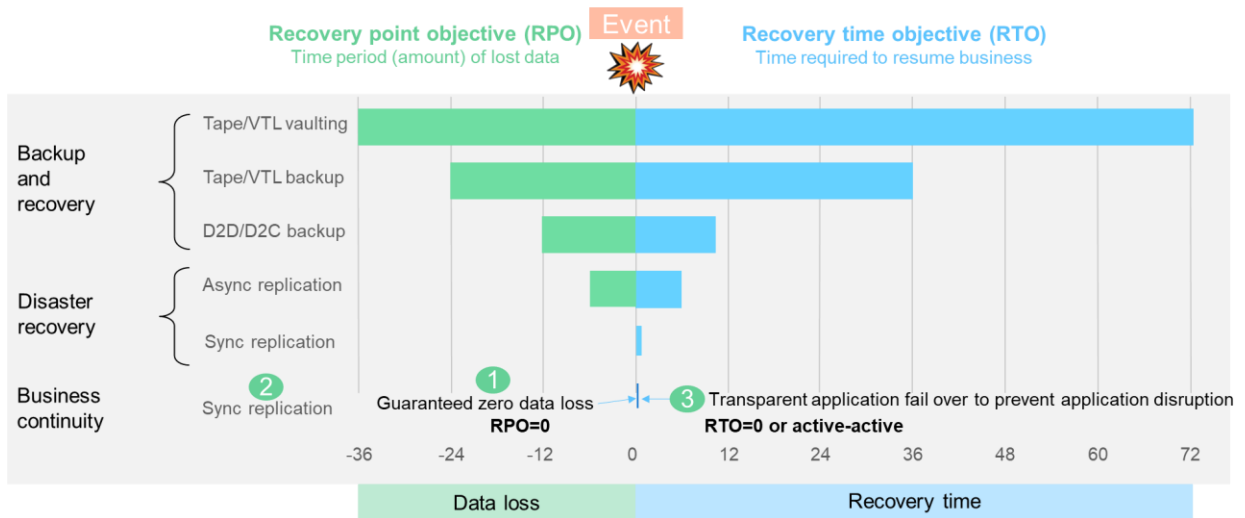 Event
Recovery point objective (RPO)
Time period (amount) of lost data
Recovery time objective (RTO)
Time required to resume business
Backup
and
recovery
Tape/VTL vaulting
Tape/VTL backup
D2D/D2C backup
Disaster
recovery
Async replication
Sync replication
Business
continuity
2
Sync replication
1
Guaranteed zero data loss
RPO=0
3 Transparent application fail over to prevent application disruption
RTO=0 or active-active
-36 -24 -12 0 12 24 36 48 60 72
Data loss
Recovery time